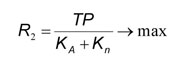 R₂ = TP / (K_A + K_n) → max